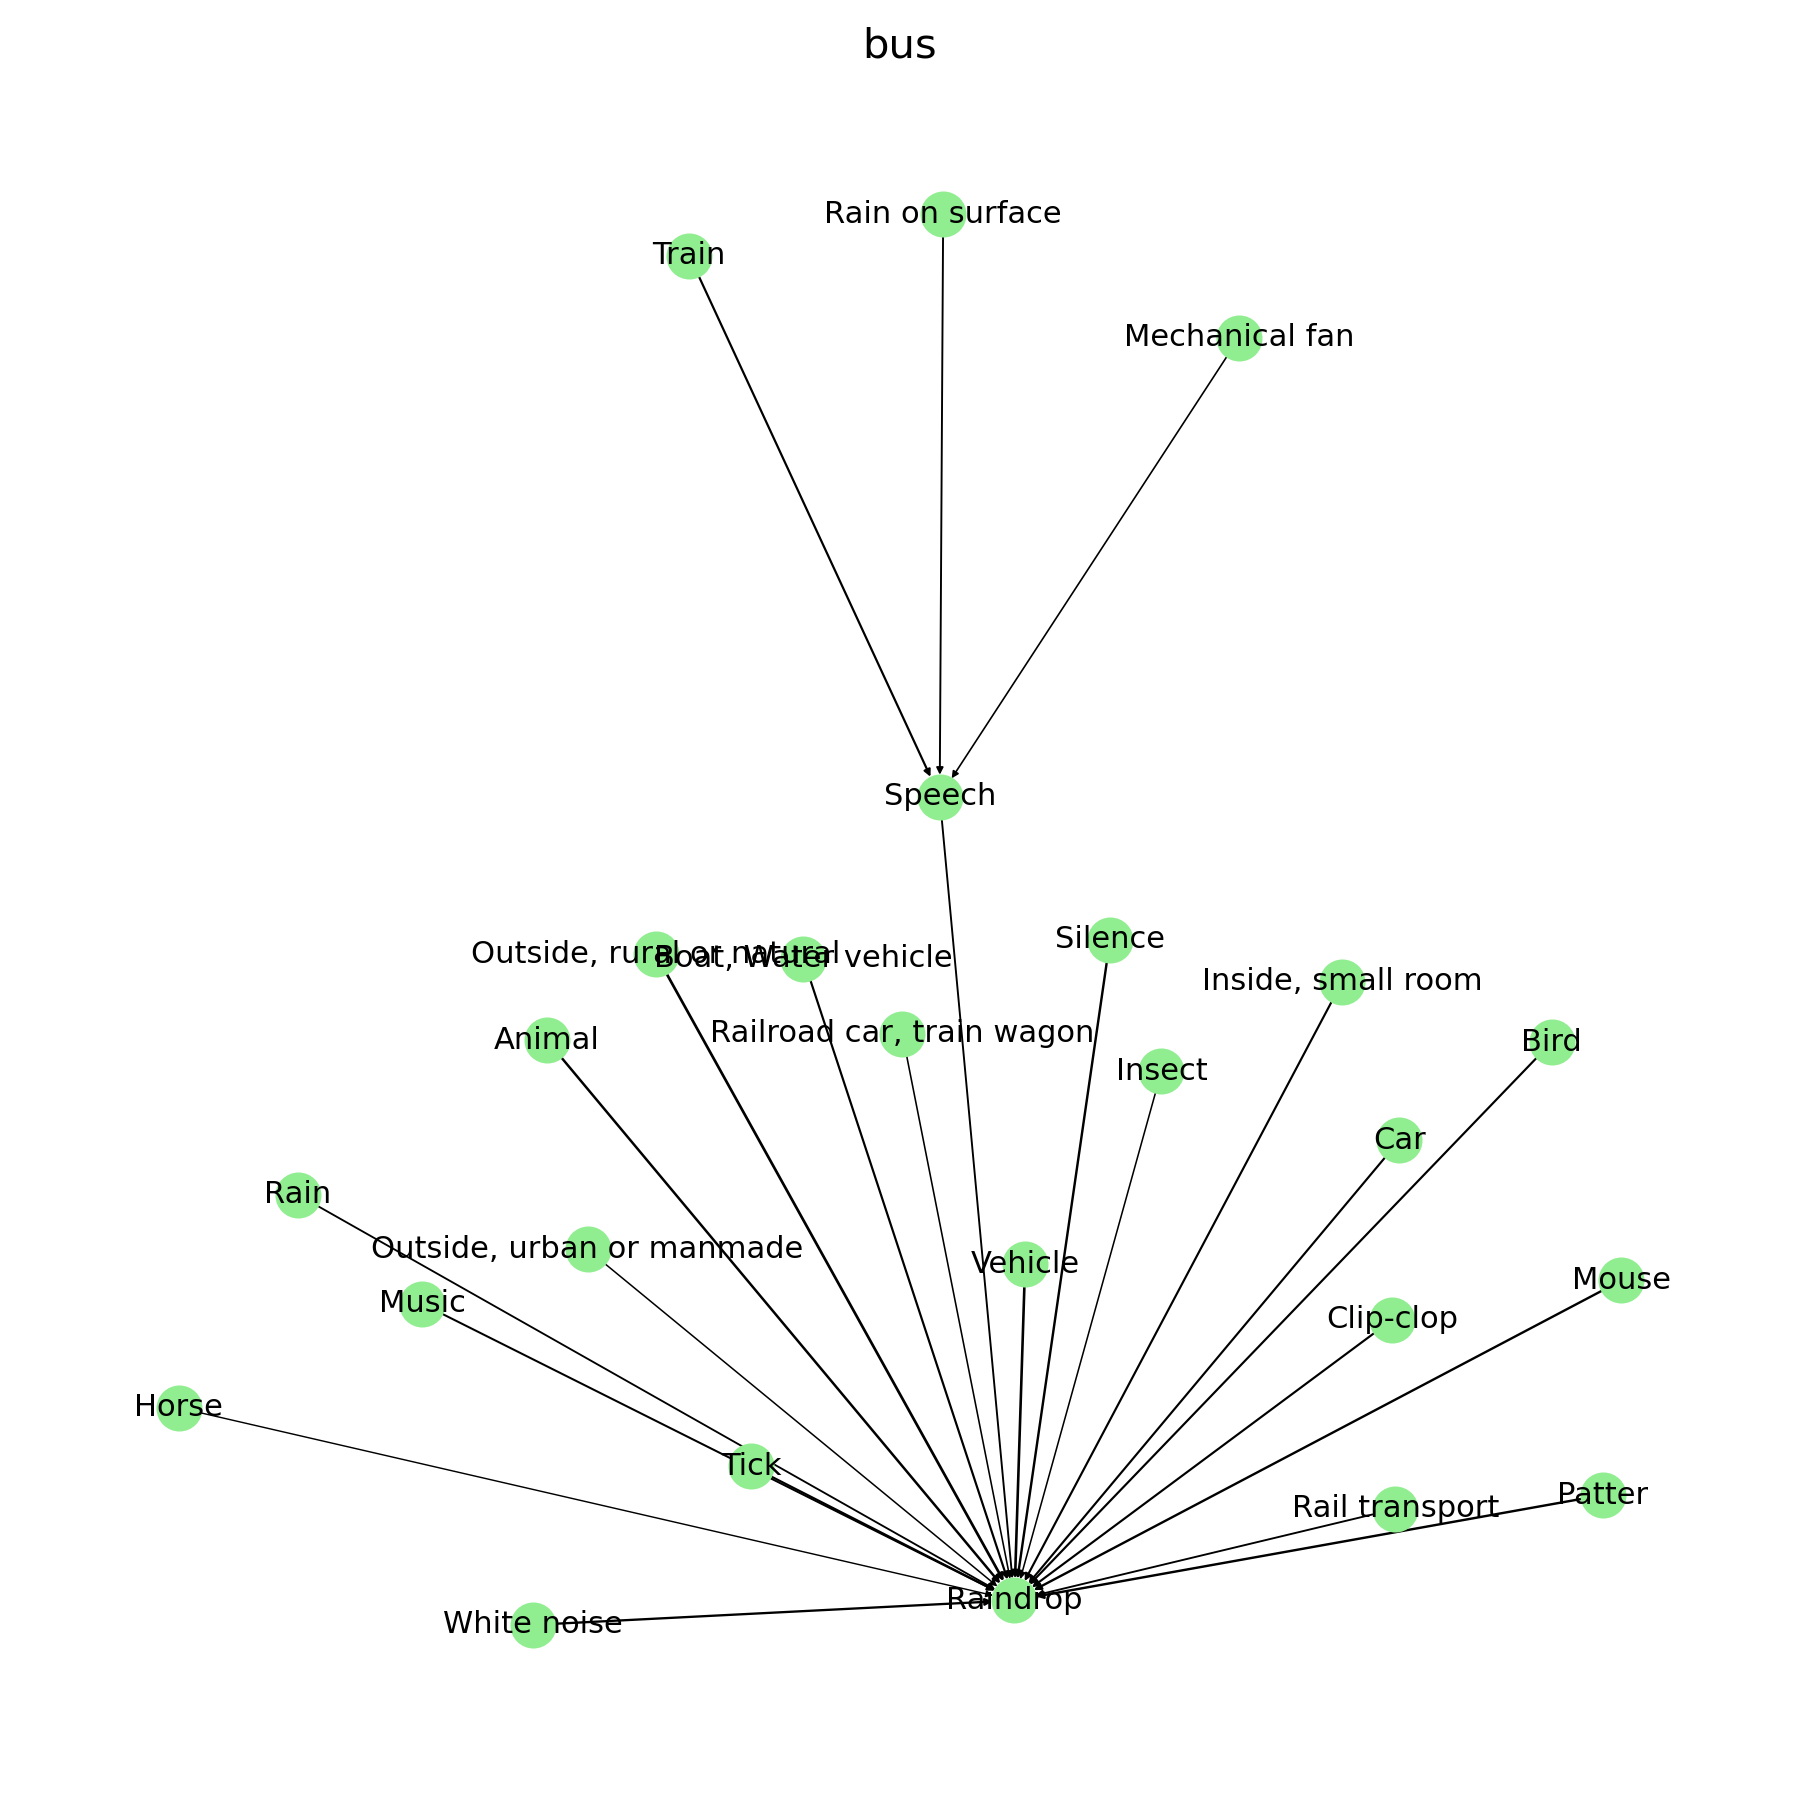 bus
Rain on surface
Train
Mechanical fan
Speech
Silence
Outside, rural or natural
Boat, Water vehicle
Inside, small room
Railroad car, train wagon
Animal
Bird
Insect
Car
Rain
Outside, urban or manmade
Vehicle
Mouse
Music
Clip-clop
Horse
Tick
Patter
Rail transport
Raindrop
White noise